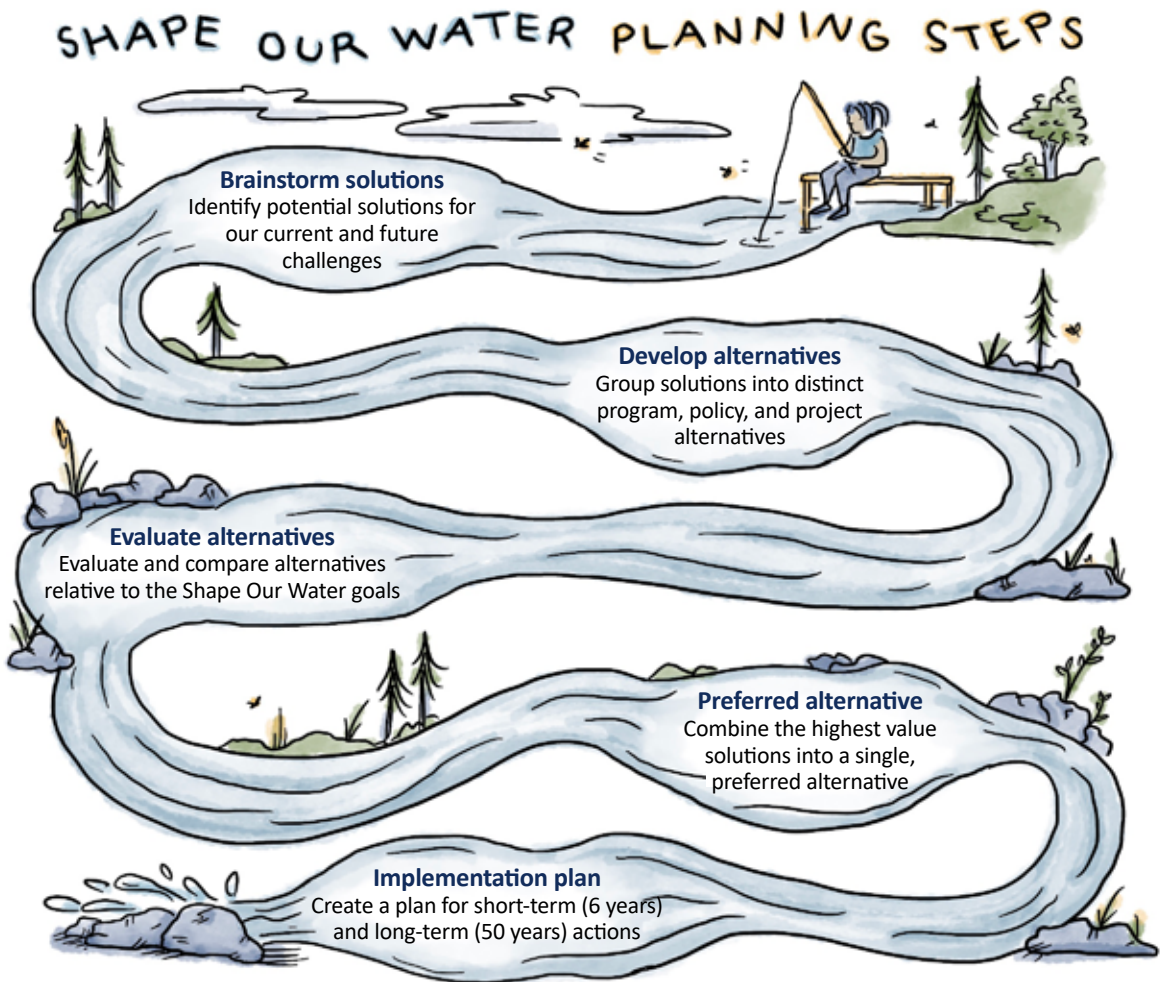 SHAPE OUR WATER PLANNING STEPS
Brainstorm solutions
Identify potential solutions for
our current and future
challenges
Develop alternatives
Group solutions into distinct
program, policy, and project
alternatives
Evaluate alternatives
Evaluate and compare alternatives
relative to the Shape Our Water goals
Preferred alternative
Combine the highest value
solutions into a single,
preferred alternative
Implementation plan
Create a plan for short-term (6 years)
and long-term (50 years) actions